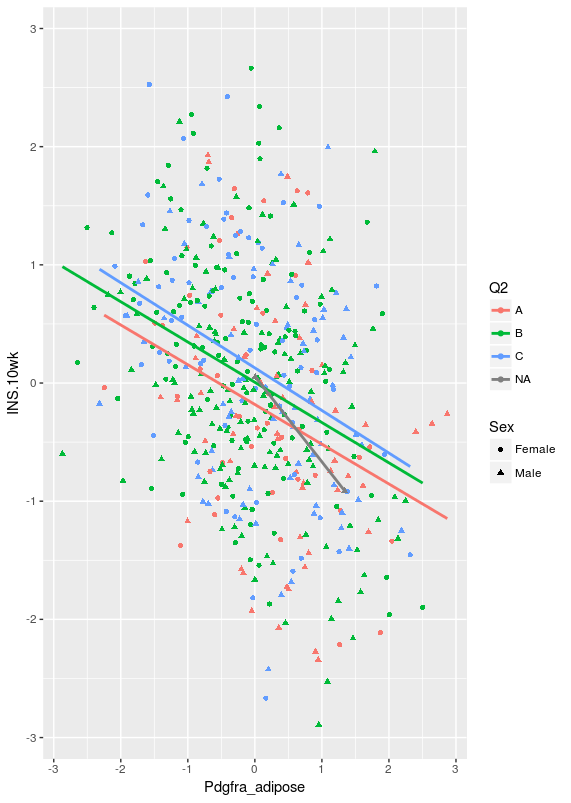 3
2
1
0
-1
-2
-3
INS.10wk
-3 -2 -1 0 1 2 3
Pdgfra_adipose
Q2
A
B
C
NA
Sex
Female
Male